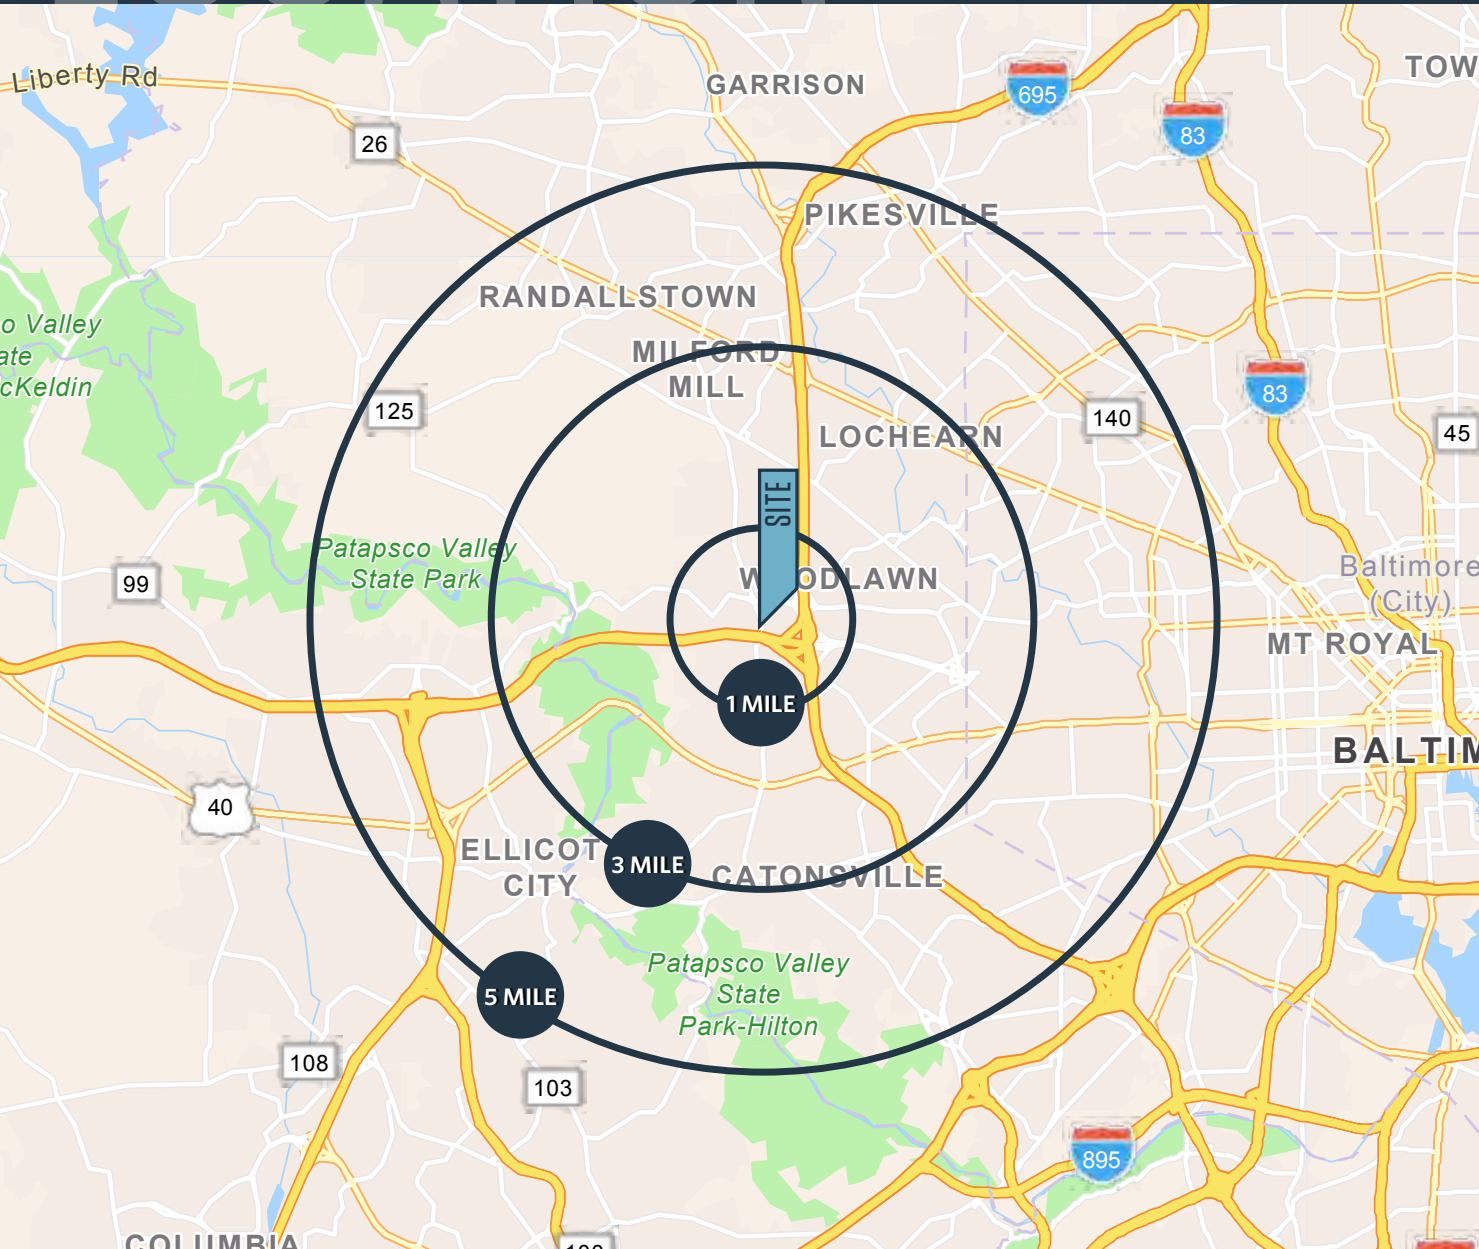 Liberty Rd
GARRISON
TOW
695
83
26
PIKESVILLE
RANDALLSTOWN
o Valley
ate
cKeldin
MILFORD
MILL
83
125
140
45
LOCHEARN
SITE
Patapsco Valley
State Park
99
WOODLAWN
Baltimore
(City)
MT ROYAL
1 MILE
BALTIM
40
ELLICOT
CITY
3 MILE
CATONSVILLE
Patapsco Valley
State
Park-Hilton
5 MILE
108
103
895
COLUMBIA